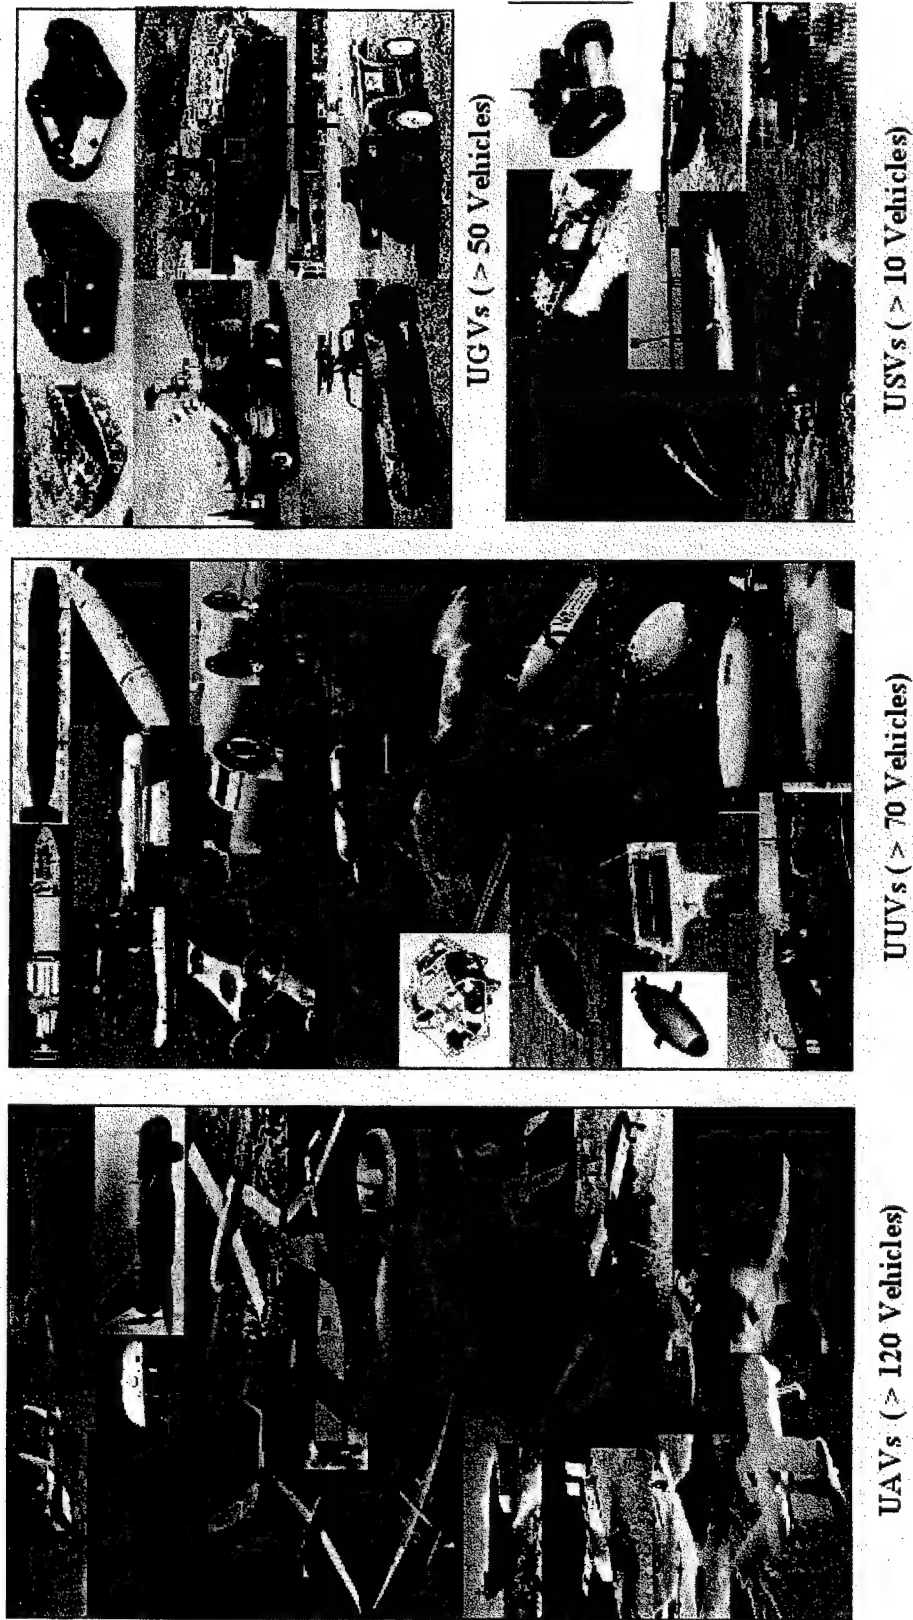 UAVs ( > 120 Vehicles)
UUVs ( > 70 Vehicles)
UGVs ( > 50 Vehicles)
USVs ( > 10 Vehicles)